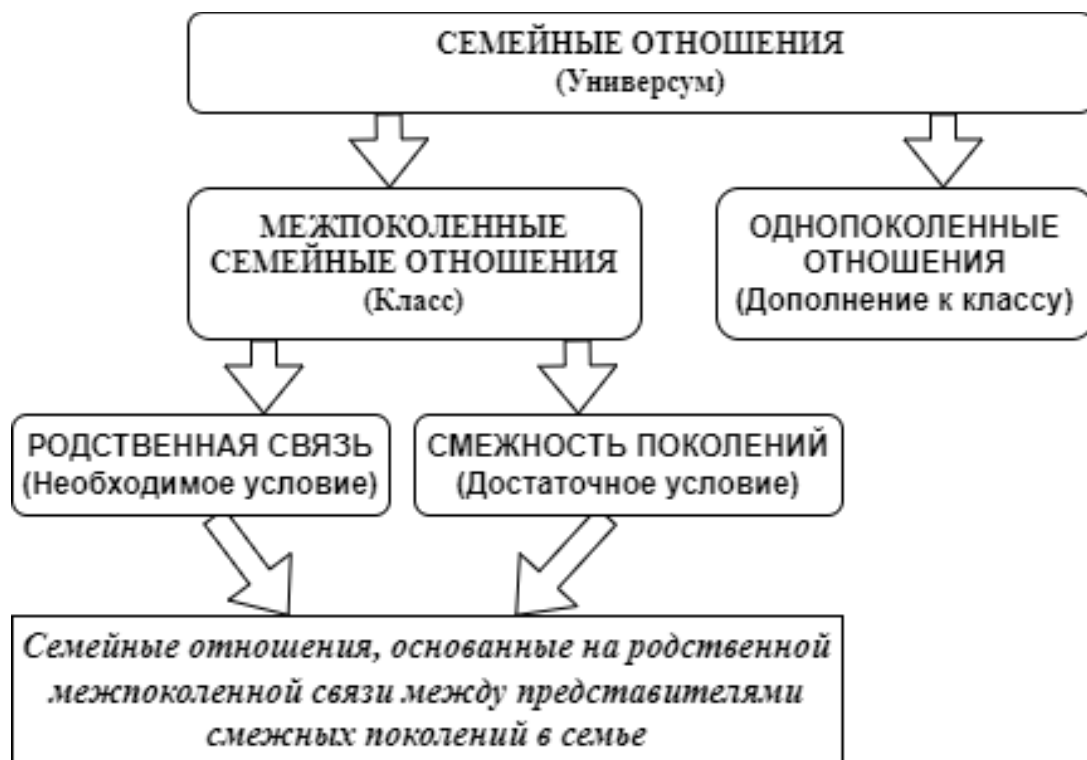 СЕМЕЙНЫЕ ОТНОШЕНИЯ
(Универсум)
МЕЖПОКОЛЕННЫЕ
СЕМЕЙНЫЕ ОТНОШЕНИЯ
(Класс)
ОДНОПОКОЛЕННЫЕ
ОТНОШЕНИЯ
(Дополнение к классу)
РОДСТВЕННАЯ СВЯЗЬ
(Необходимое условие)
СМЕЖНОСТЬ ПОКОЛЕНИЙ
(Достаточное условие)
Семейные отношения, основанные на родственной
межпоколенной связи между представителями
смежных поколений в семье